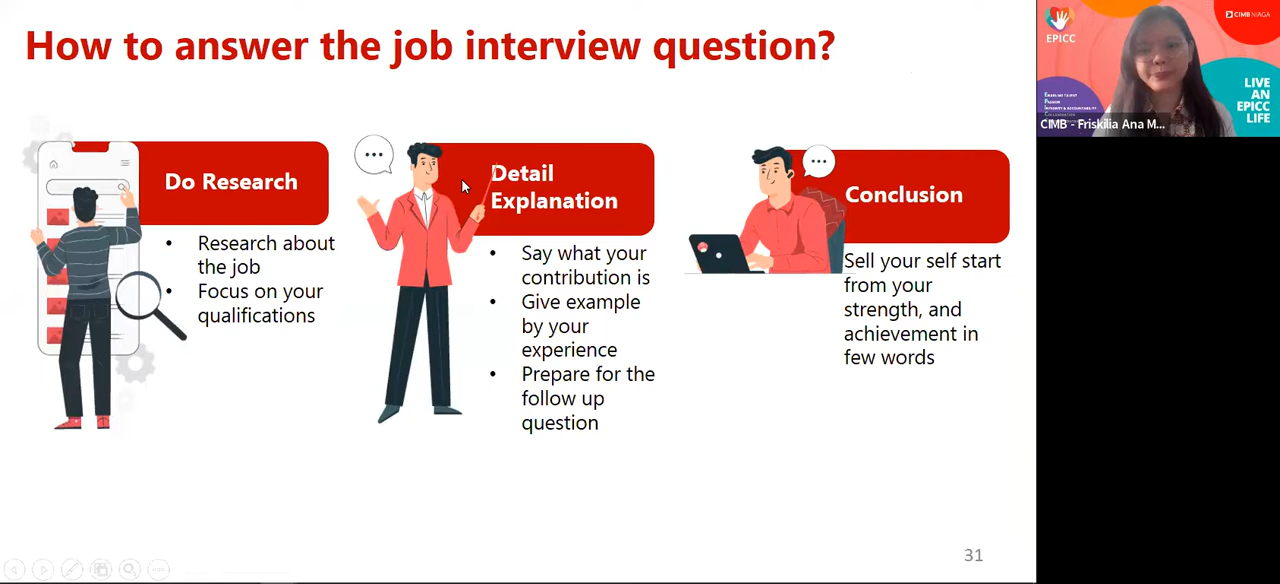 How to answer the job interview question?
Do Research
• Research about
the job
• Focus on your
qualifications
Detail
Explanation
• Say what your
contribution is
• Give example
by your
experience
• Prepare for the
follow up
question
Conclusion
Sell your self start
from your
strength, and
achievement in
few words
31
EPICC
CIMB NIAGA
LIVE
AN
EPICC
LIFE
CIMB - Friskilia Ana M...